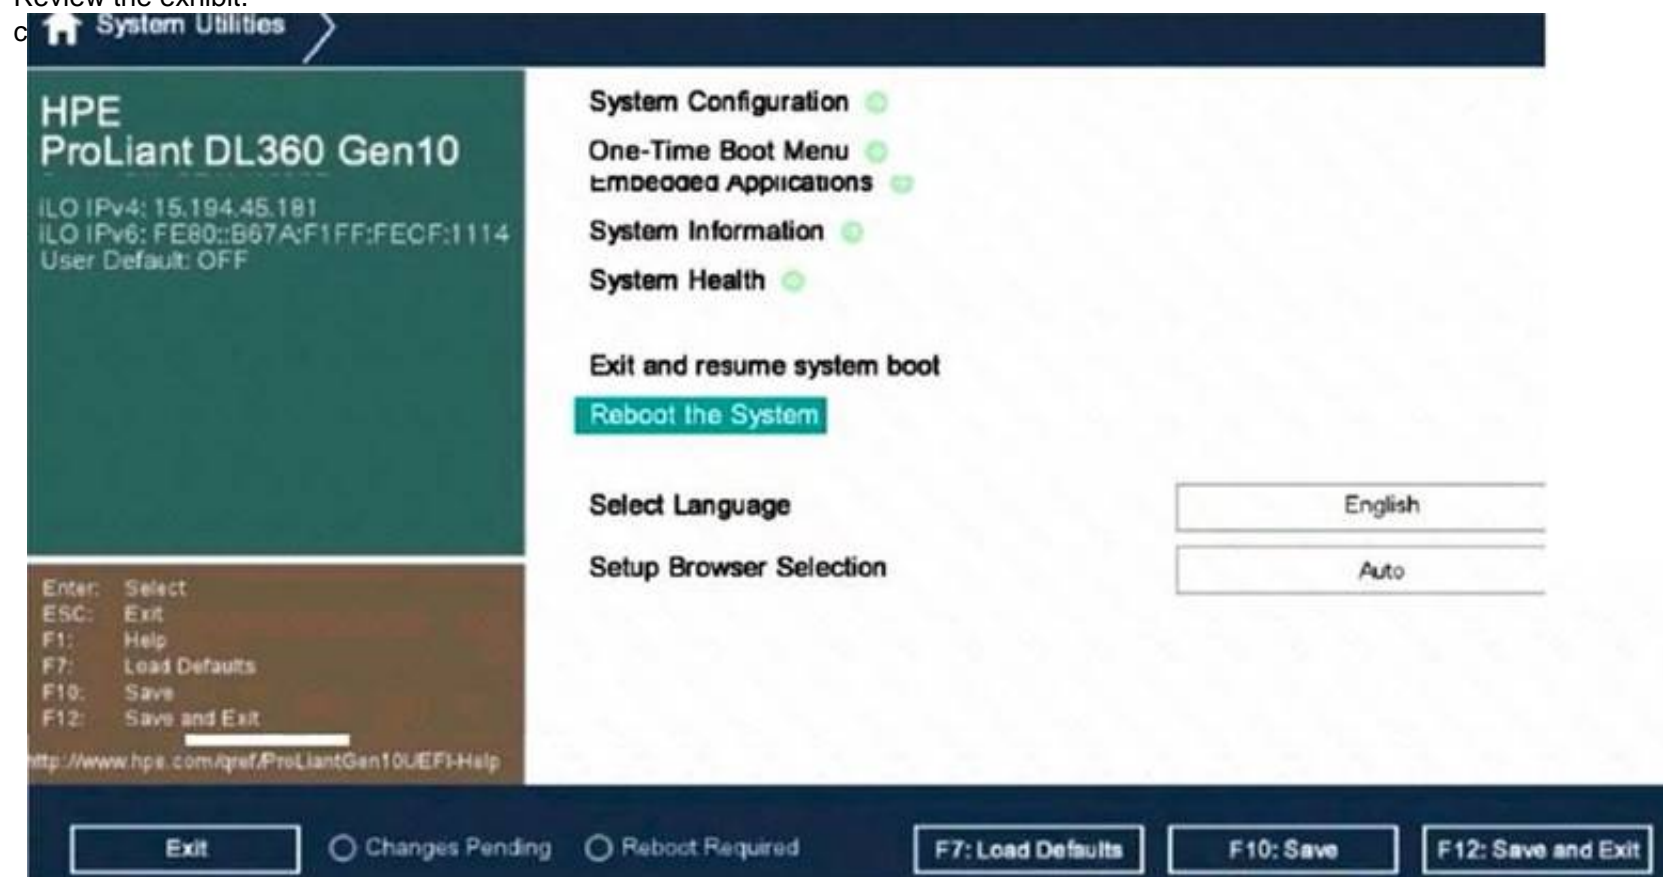 Review the exhibit.
c
System Utilities
HPE
ProLiant DL360 Gen10
iLO IPv4: 15.194.45.181
iLO IPv6: FE80::B67A:F1FF:FECF:1114
User Default: OFF
Enter: Select
ESC: Exit
F1: Help
F7: Load Defaults
F10: Save
F12: Save and Exit
http://www.hpe.com/qref/ProLiantGen10UEFI-Help
System Configuration
One-Time Boot Menu
Embedded Applications
System Information
System Health
Exit and resume system boot
Reboot the System
Select Language English
Setup Browser Selection Auto
Exit Changes Pending Reboot Required F7: Load Defaults F10: Save F12: Save and Exit